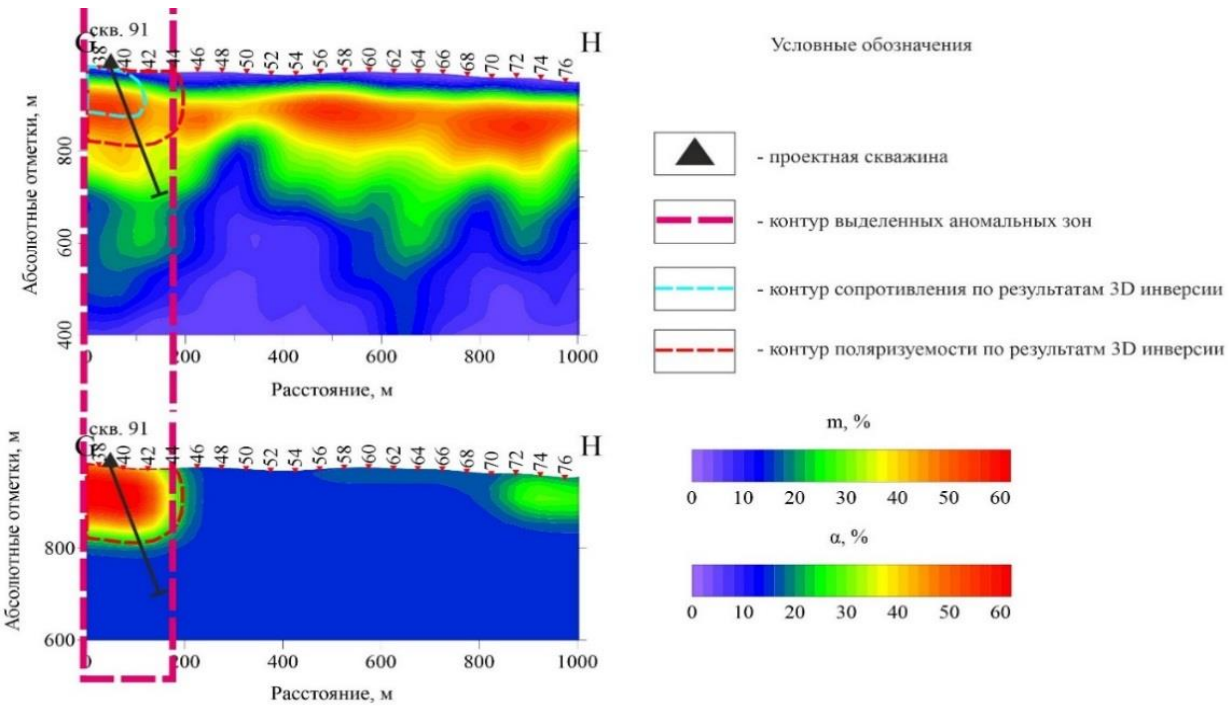 скв. 91
G
H
38 40 42 44 46 48 50 52 54 56 58 60 62 64 66 68 70 72 74 76
Абсолютные отметки, м
800
600
400
0 200 400 600 800 1000
Расстояние, м
скв. 91
G
H
38 40 42 44 46 48 50 52 54 56 58 60 62 64 66 68 70 72 74 76
Абсолютные отметки, м
800
600
0 200 400 600 800 1000
Расстояние, м
Условные обозначения
- проектная скважина
- контур выделенных аномальных зон
- контур сопротивления по результатам 3D инверсии
- контур поляризуемости по результатм 3D инверсии
m, %
0 10 20 30 40 50 60
α, %
0 10 20 30 40 50 60